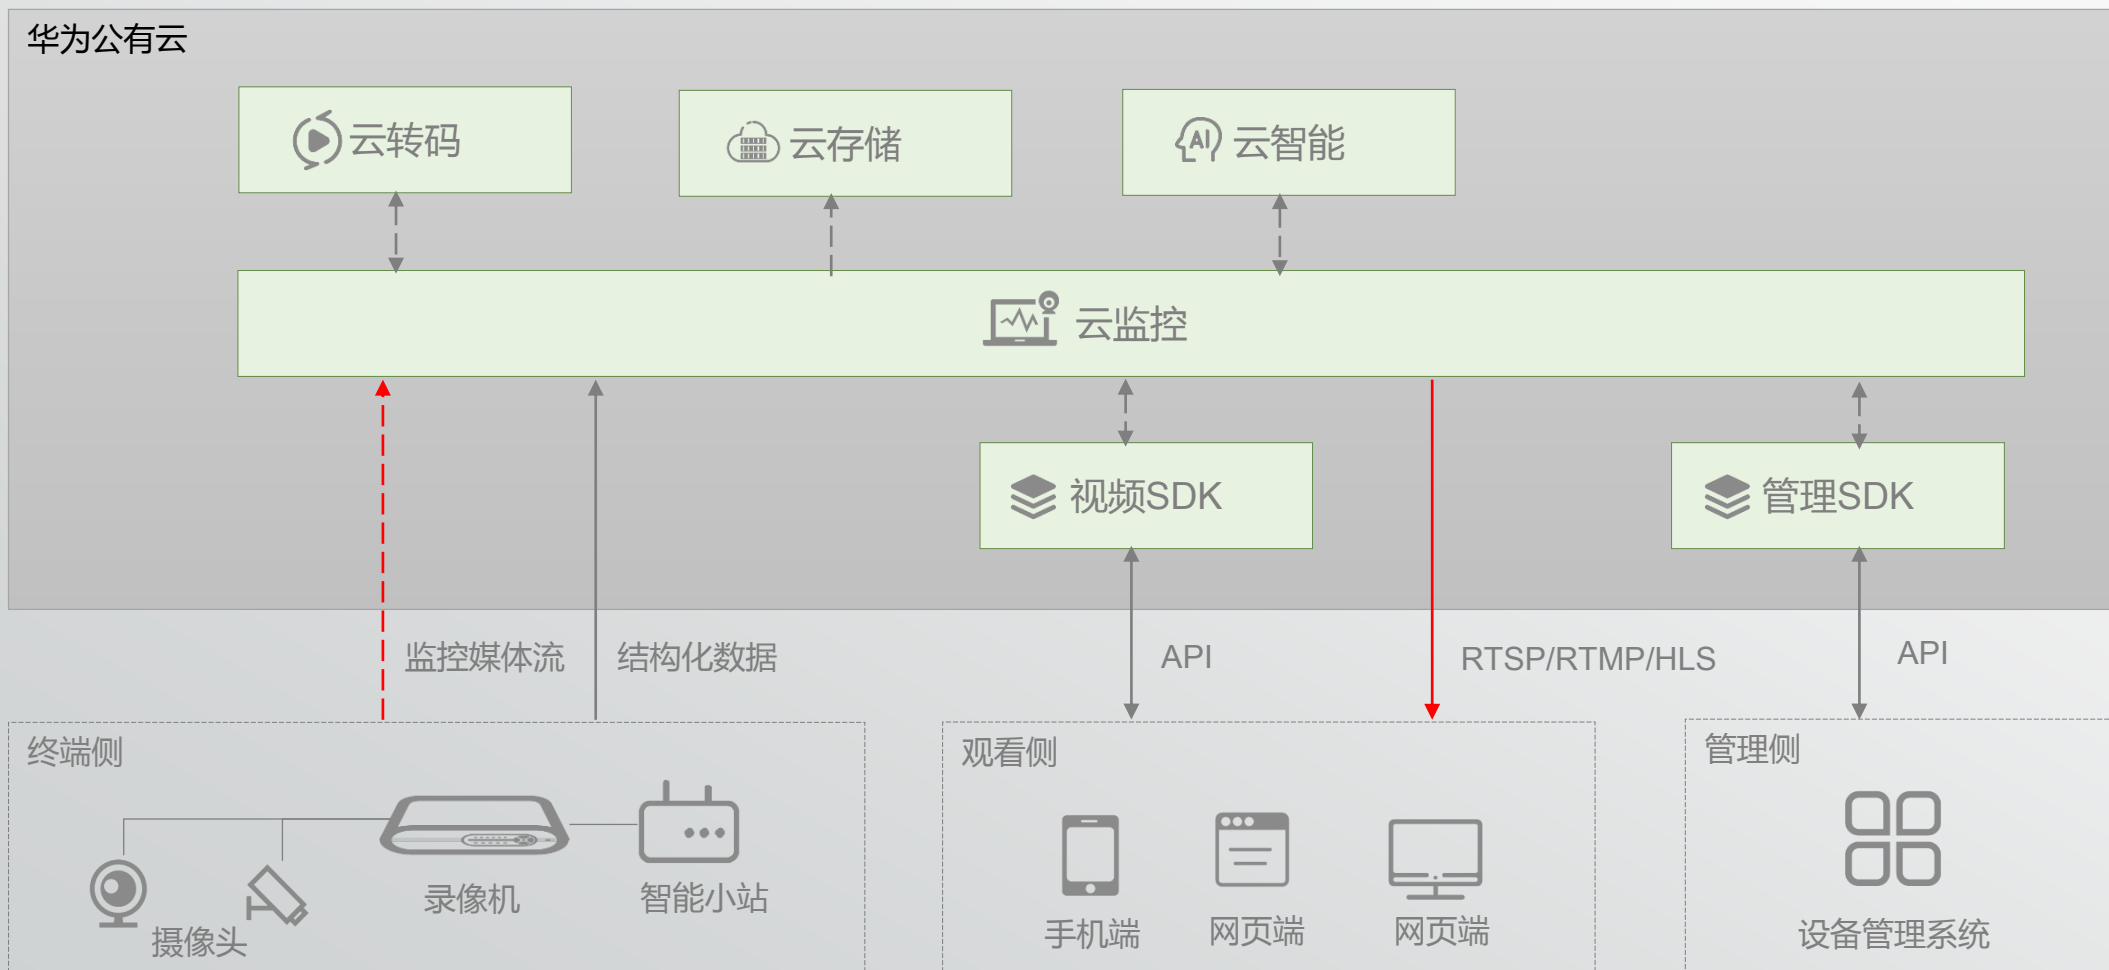 华为公有云
云转码
云存储
AI
云智能
云监控
视频SDK
管理SDK
监控媒体流
结构化数据
API
RTSP/RTMP/HLS
API
终端侧
观看侧
管理侧
摄像头
录像机
智能小站
手机端
网页端
网页端
设备管理系统